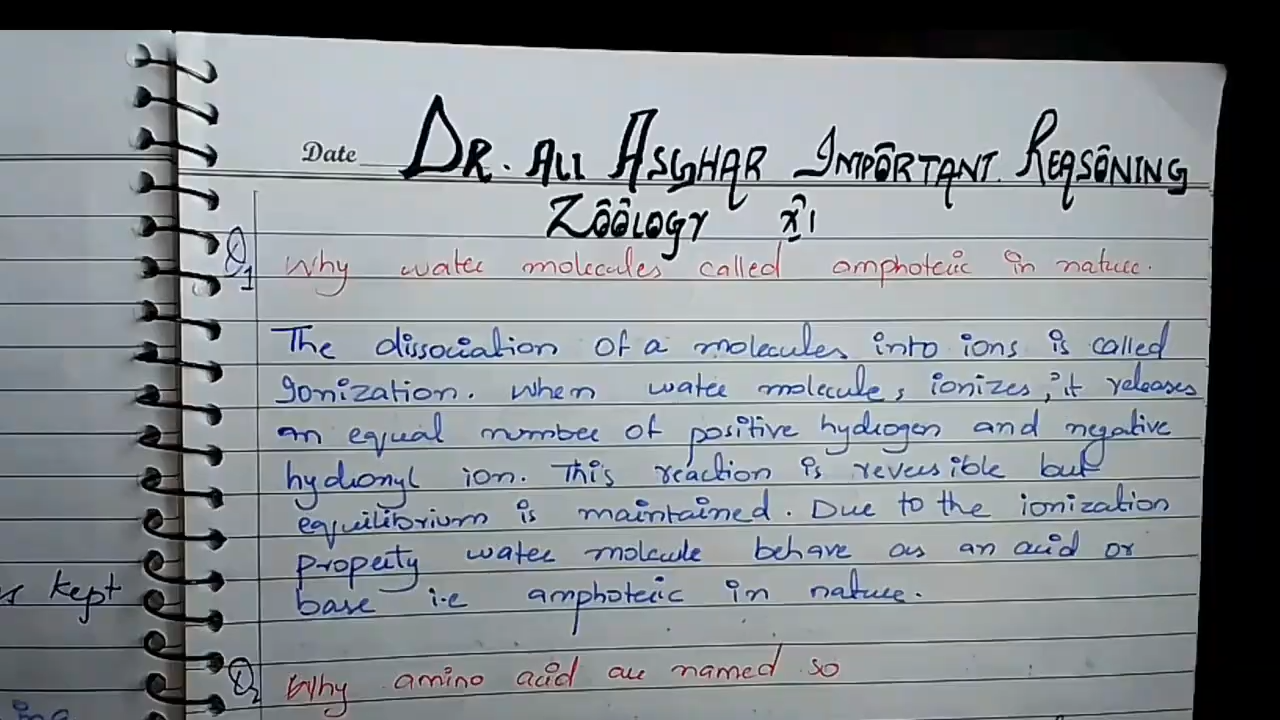 Date DR. ALI ASGHAR IMPORTANT REASONING
ZOOLOGY XI
Q1 Why water molecules called amphoteric in nature.
The dissociation of a molecules into ions is called
Ionization. When water molecule, ionizes, it releases
an equal number of positive hydrogen and negative
hydronyl ion. This reaction is reversible but
equilibrium is maintained. Due to the ionization
property water molcule behave as an acid or
base i.e amphoteric in nature.
kept
Q2 Why amino acid are named so